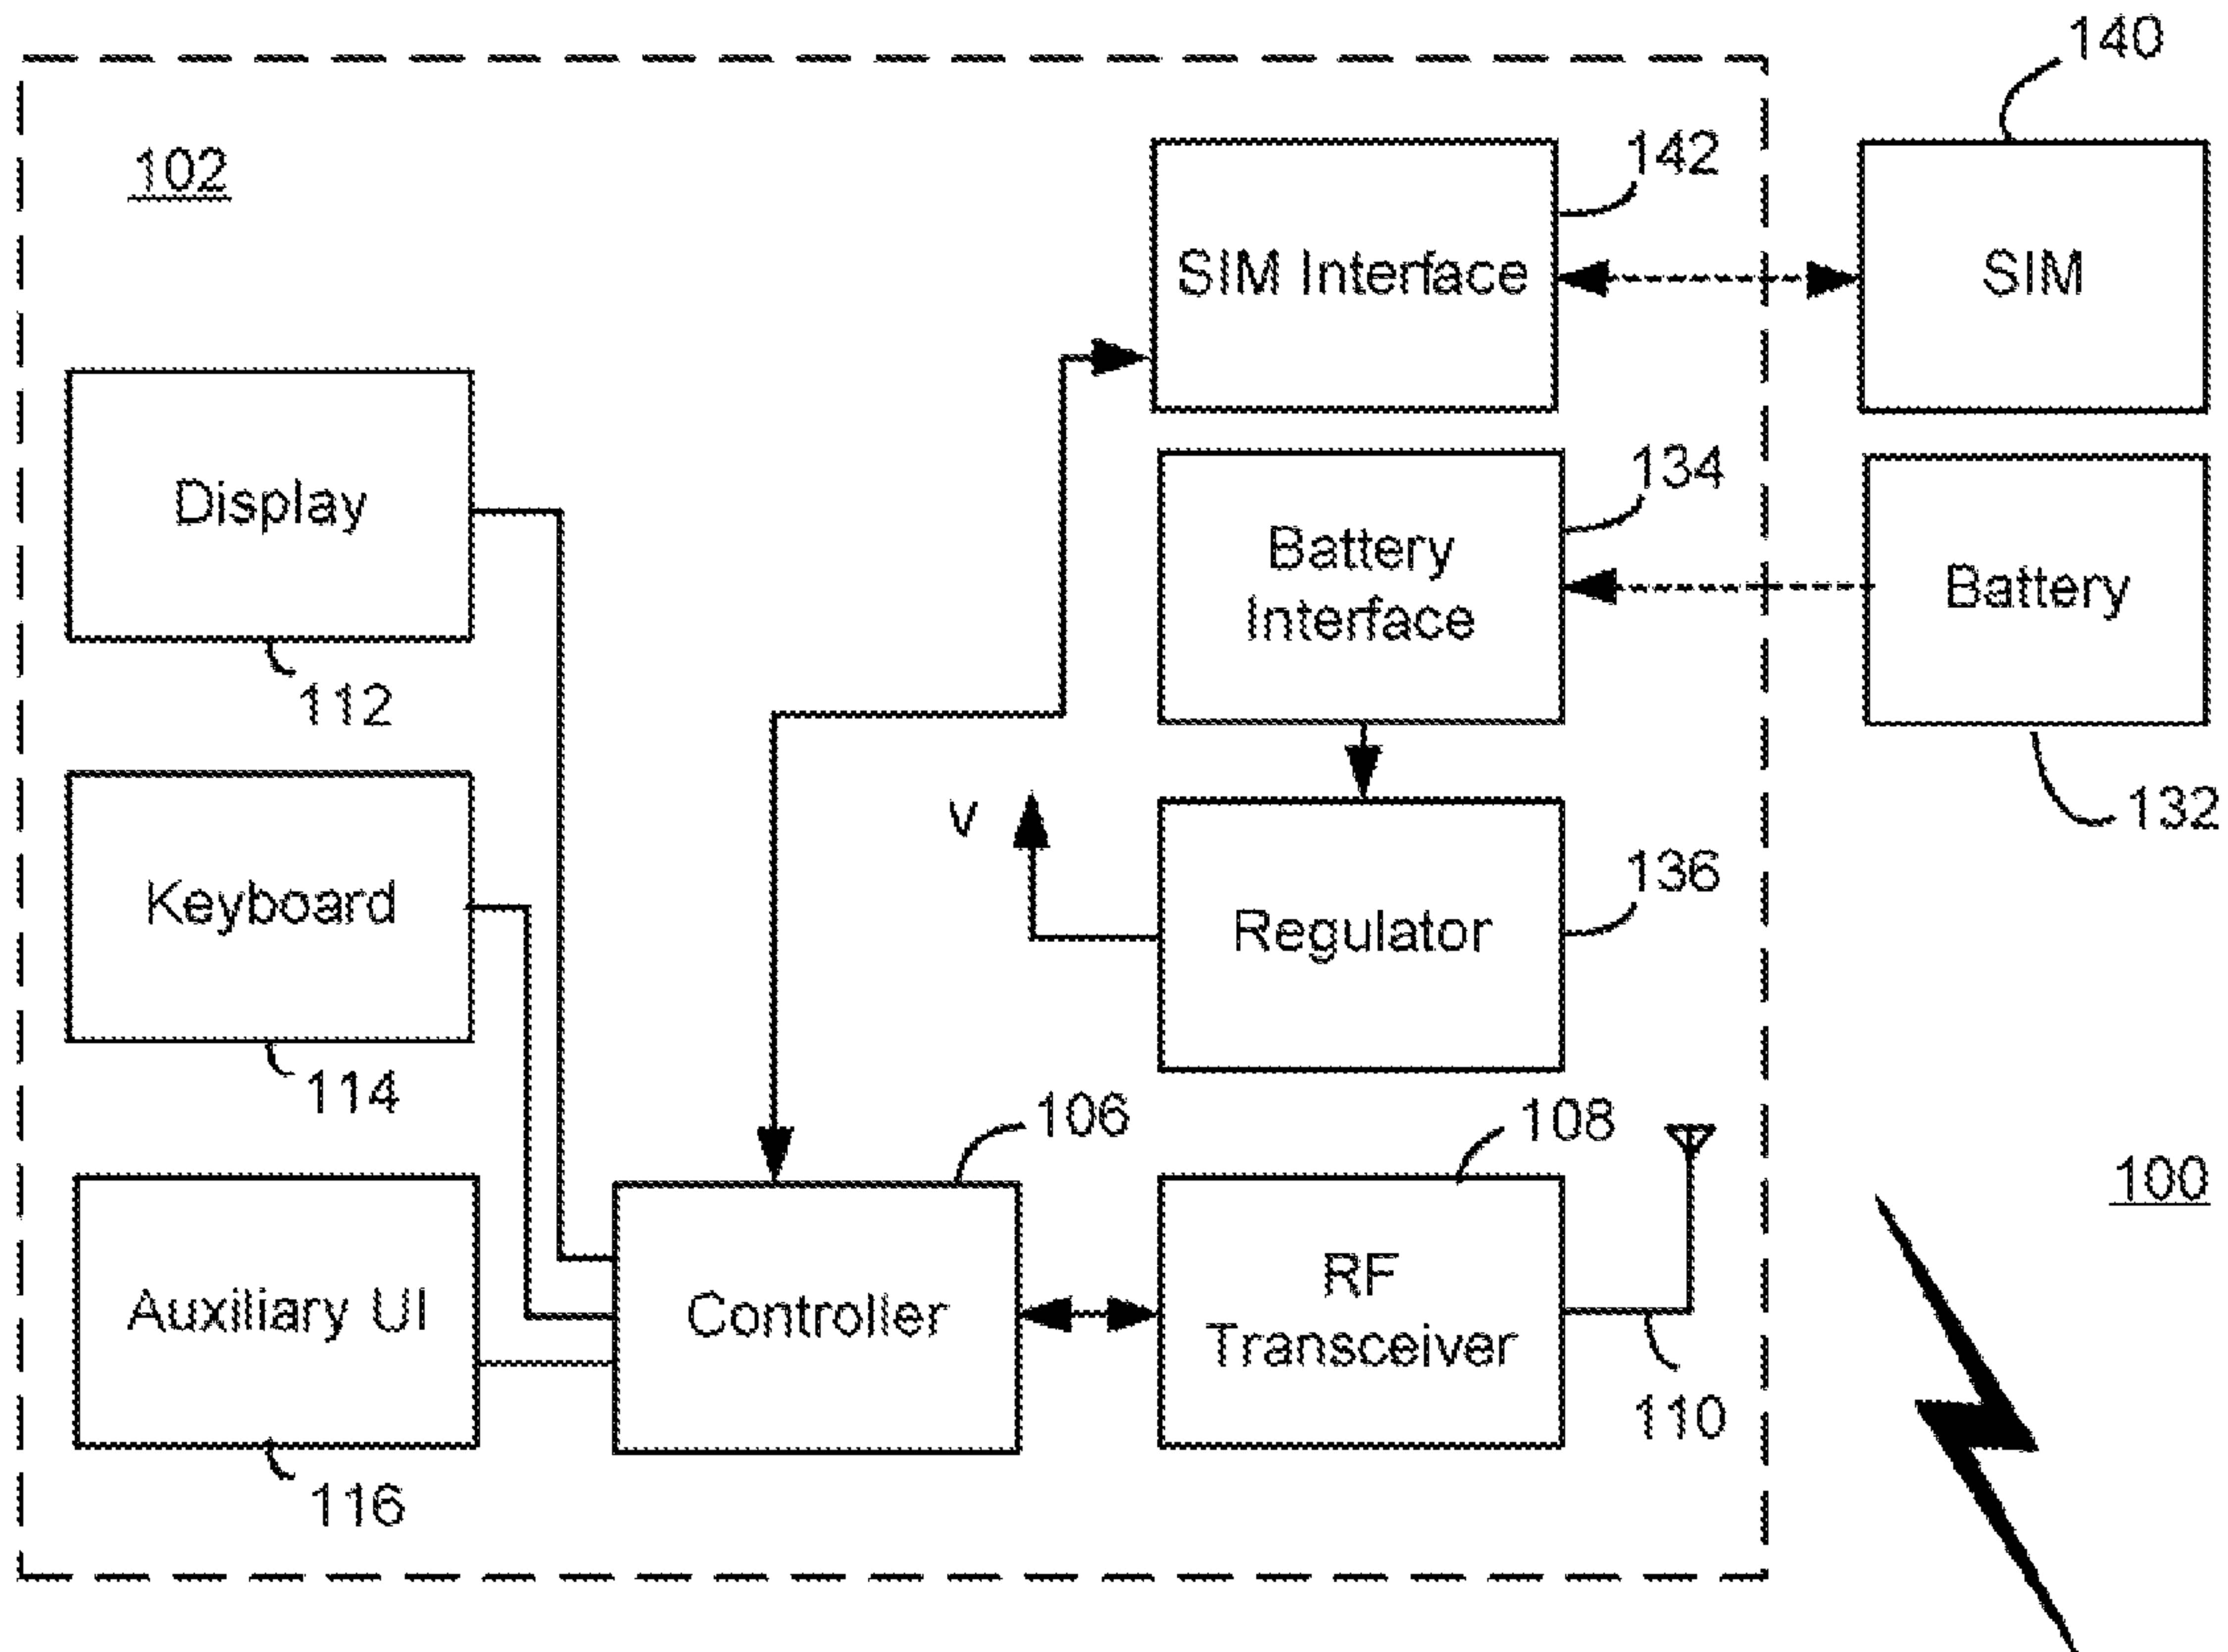 140
102
142
SIM Interface
SIM
134
Display
Battery
Interface
Battery
112
V
132
136
Keyboard
Regulator
114
106
108
100
RF
Transceiver
Auxiliary UI
Controller
110
116